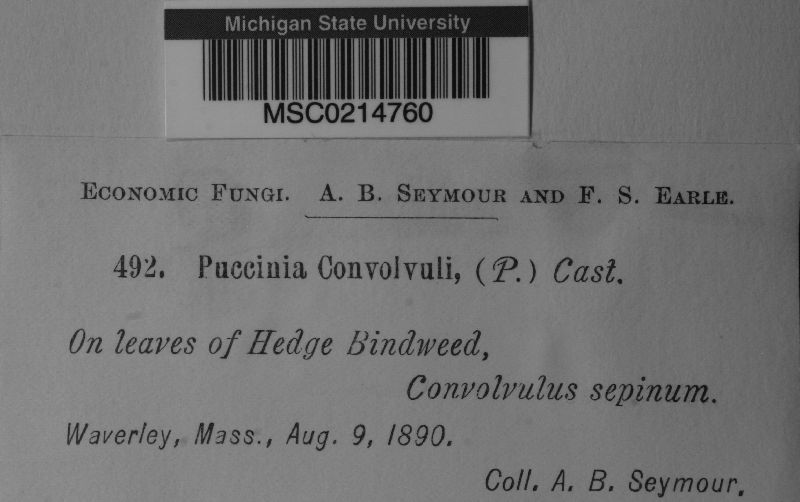 Michigan State University
MSC0214760
ECONOMIC FUNGI. A. B. SEYMOUR AND F. S. EARLE.
492. Puccinia Convolvuli, (P.) Cast.
On leaves of Hedge Bindweed,
Convolvulus sepinum.
Waverley, Mass., Aug. 9, 1890.
Coll. A. B. Seymour.